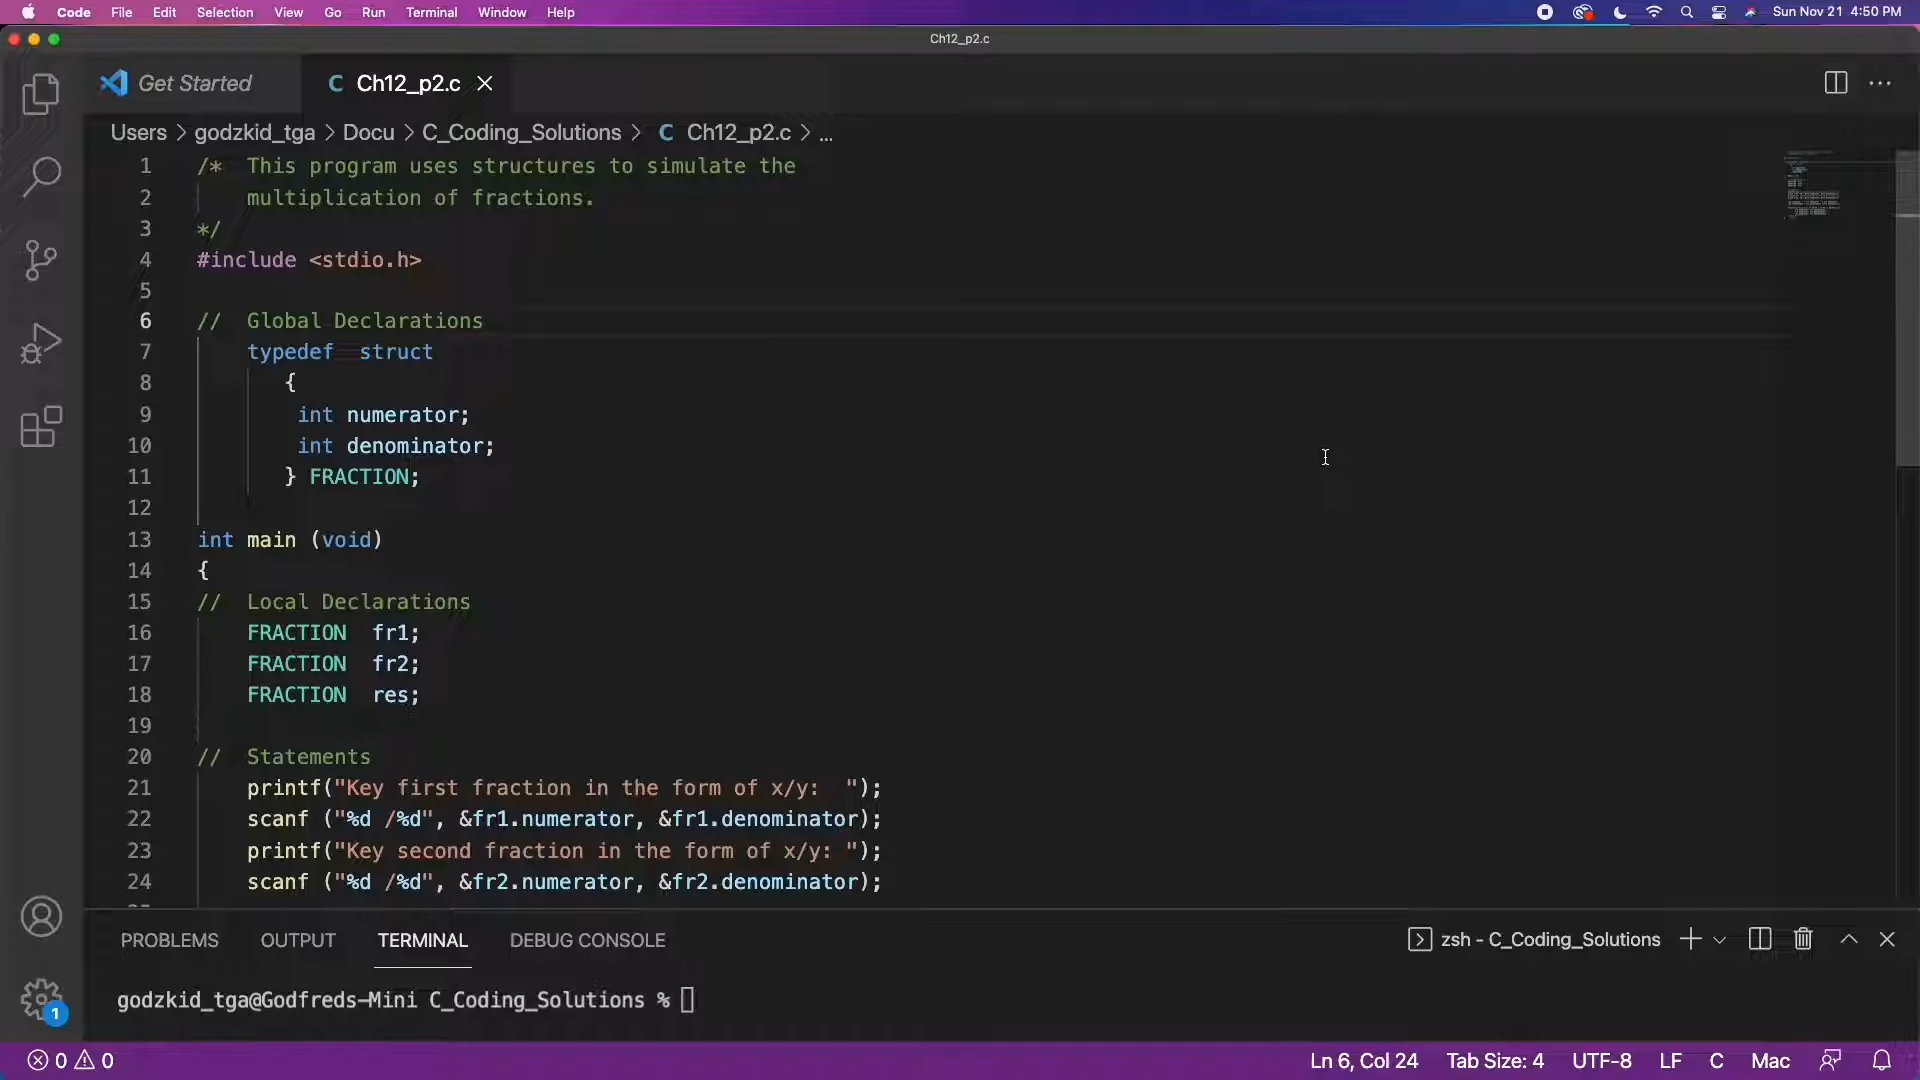 Code File Edit Selection View Go Run Terminal Window Help Sun Nov 21 4:50 PM
Ch12_p2.c
Get Started C Ch12_p2.c
Users > godzkid_tga > Docu > C_Coding_Solutions > C Ch12_p2.c > ...
1 /* This program uses structures to simulate the
2 multiplication of fractions.
3 */
4 #include <stdio.h>
5
6 // Global Declarations
7 typedef struct
8 {
9 int numerator;
10 int denominator;
11 } FRACTION;
12
13 int main (void)
14 {
15 // Local Declarations
16 FRACTION fr1;
17 FRACTION fr2;
18 FRACTION res;
19
20 // Statements
21 printf("Key first fraction in the form of x/y: ");
22 scanf ("%d /%d", &fr1.numerator, &fr1.denominator);
23 printf("Key second fraction in the form of x/y: ");
24 scanf ("%d /%d", &fr2.numerator, &fr2.denominator);
PROBLEMS OUTPUT TERMINAL DEBUG CONSOLE zsh - C_Coding_Solutions
godzkid_tga@Godfreds-Mini C_Coding_Solutions %
1
0 0 Ln 6, Col 24 Tab Size: 4 UTF-8 LF C Mac